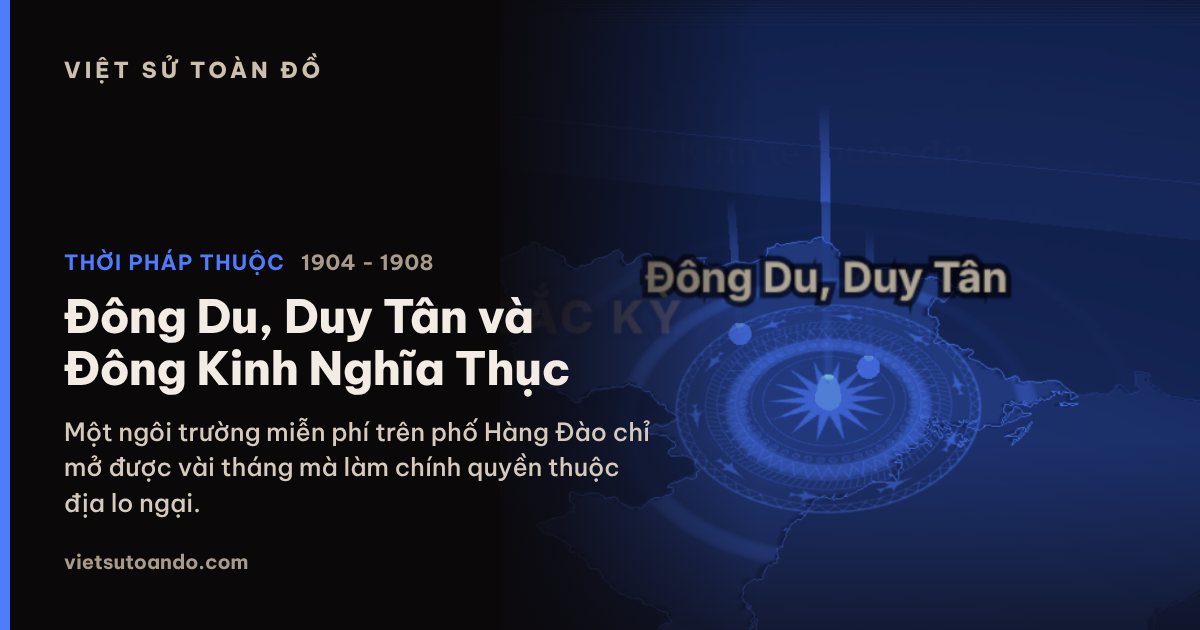 VIỆT SỬ TOÀN ĐỒ
THỜI PHÁP THUỘC 1904 - 1908
Đông Du, Duy Tân và
Đông Kinh Nghĩa Thục
Một ngôi trường miễn phí trên phố Hàng Đào chỉ
mở được vài tháng mà làm chính quyền thuộc
địa lo ngại.
vietsutoando.com
Đông Du, Duy Tân
BẮC KỲ